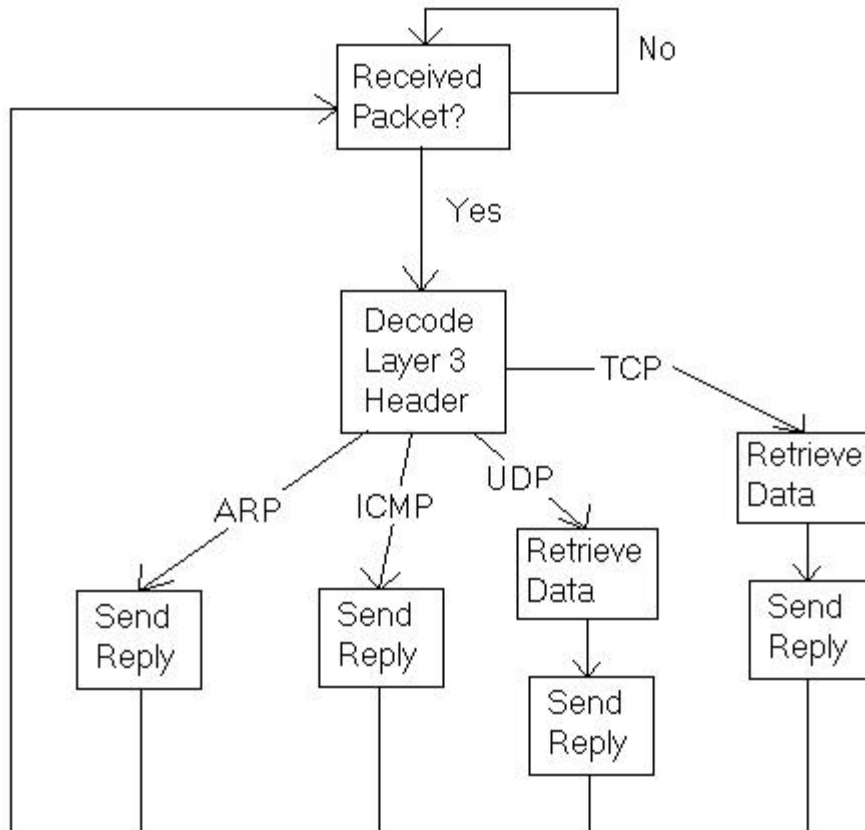 No
Received
Packet?
Yes
Decode
Layer 3
Header
TCP
UDP
ICMP
ARP
Retrieve
Data
Retrieve
Data
Send
Reply
Send
Reply
Send
Reply
Send
Reply